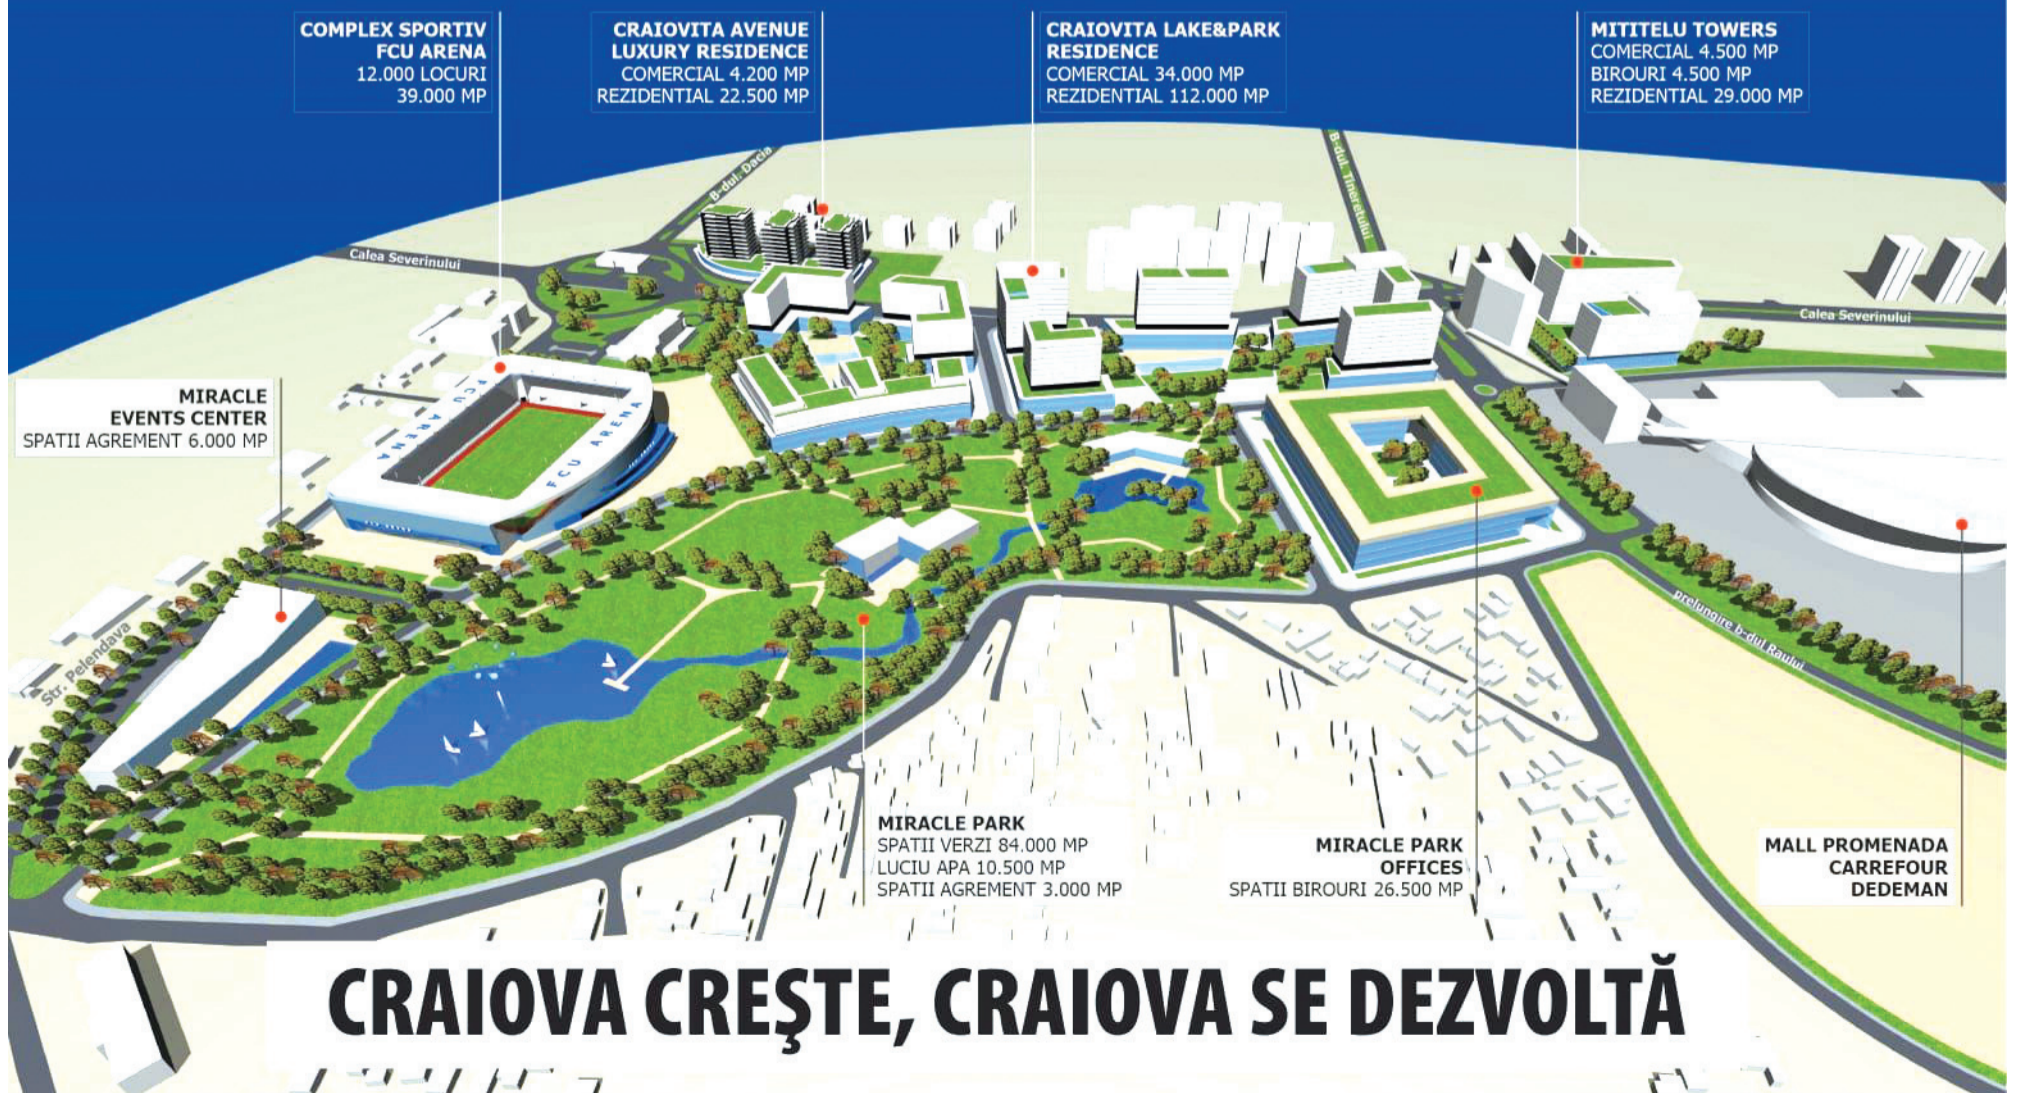 COMPLEX SPORTIV
FCU ARENA
12.000 LOCURI
39.000 MP
CRAIOVITA AVENUE
LUXURY RESIDENCE
COMERCIAL 4.200 MP
REZIDENTIAL 22.500 MP
CRAIOVITA LAKE&PARK
RESIDENCE
COMERCIAL 34.000 MP
REZIDENTIAL 112.000 MP
MITITELU TOWERS
COMERCIAL 4.500 MP
BIROURI 4.500 MP
REZIDENTIAL 29.000 MP
B-dul. Dacia
B-dul. Tineretului
Calea Severinului
Calea Severinului
MIRACLE
EVENTS CENTER
SPATII AGREMENT 6.000 MP
FCU ARENA
FCU ARENA
Str. Pelendava
prelungire b-dul Raului
MIRACLE PARK
SPATII VERZI 84.000 MP
LUCIU APA 10.500 MP
SPATII AGREMENT 3.000 MP
MIRACLE PARK
OFFICES
SPATII BIROURI 26.500 MP
MALL PROMENADA
CARREFOUR
DEDEMAN
CRAIOVA CREŞTE, CRAIOVA SE DEZVOLTĂ